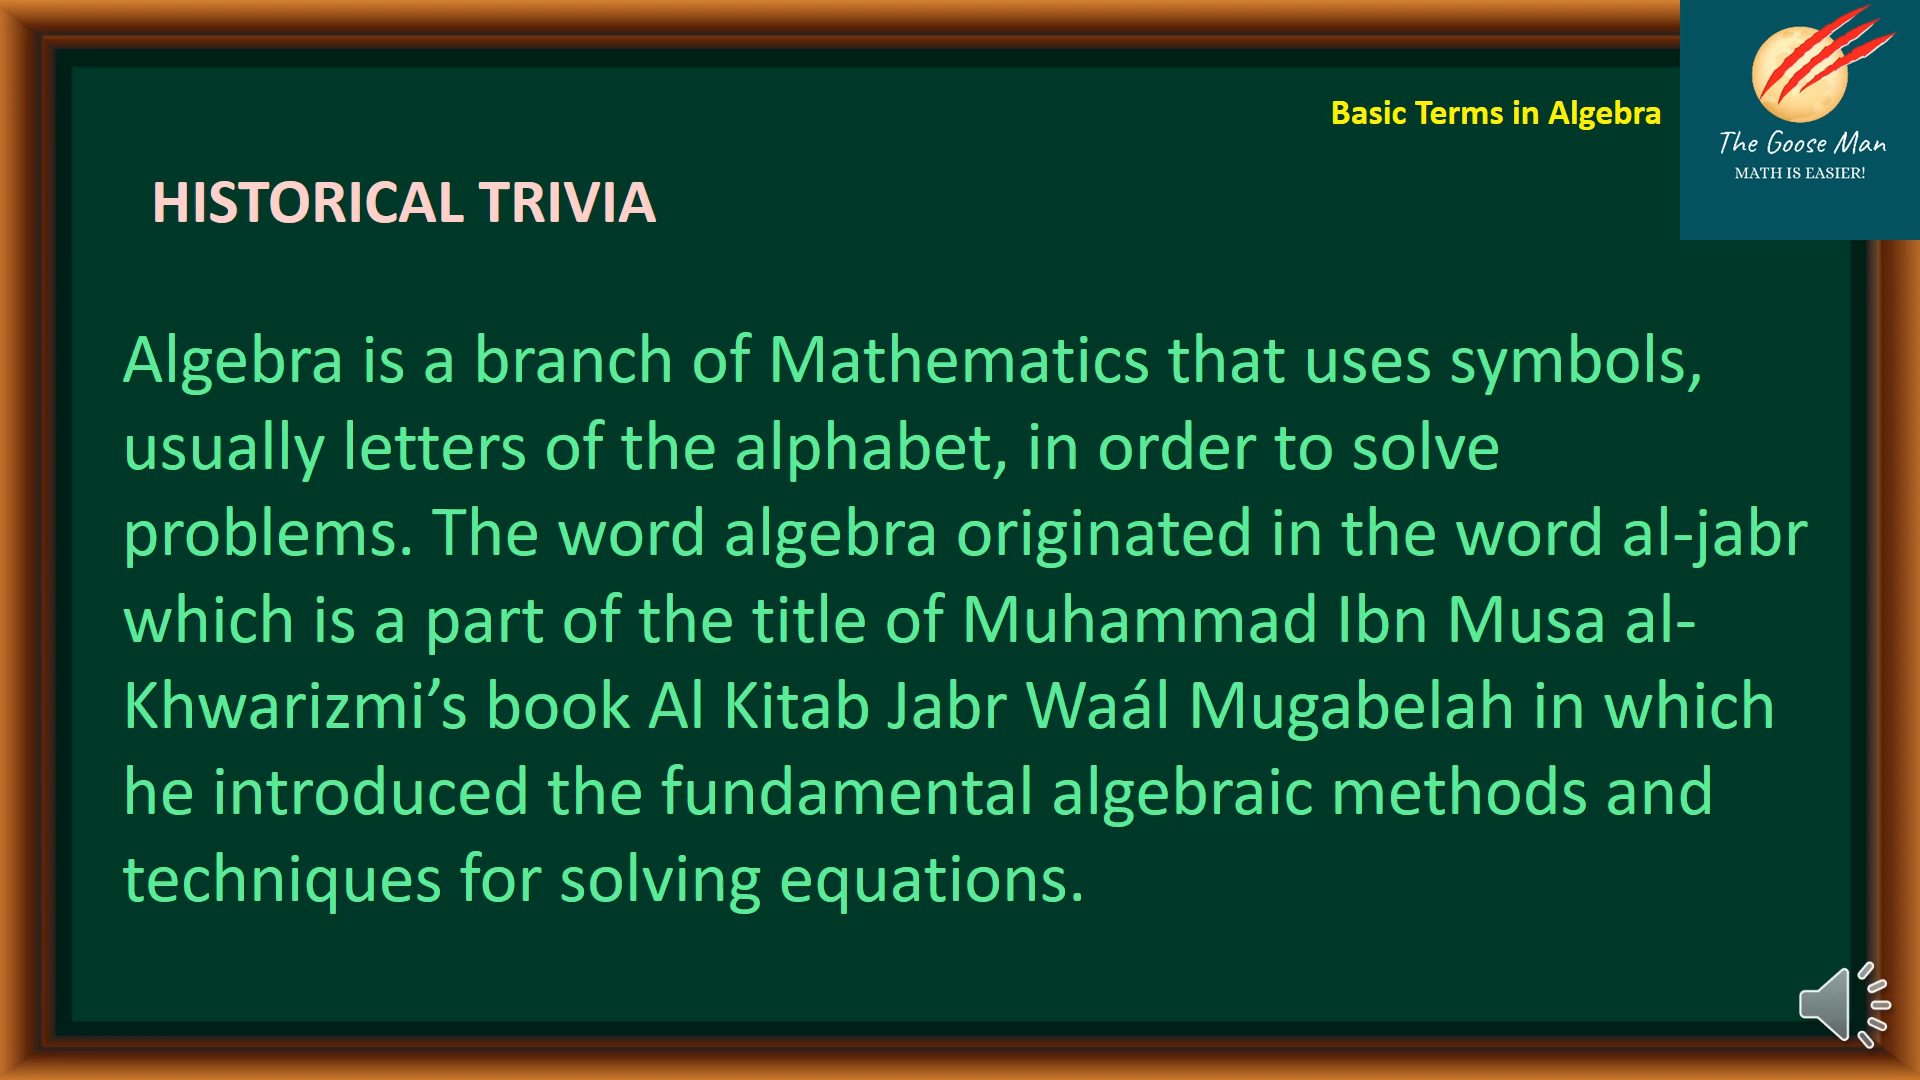 Basic Terms in Algebra
The Goose Man
MATH IS EASIER!
HISTORICAL TRIVIA
Algebra is a branch of Mathematics that uses symbols,
usually letters of the alphabet, in order to solve
problems. The word algebra originated in the word al-jabr
which is a part of the title of Muhammad Ibn Musa al-
Khwarizmi’s book Al Kitab Jabr Waál Mugabelah in which
he introduced the fundamental algebraic methods and
techniques for solving equations.